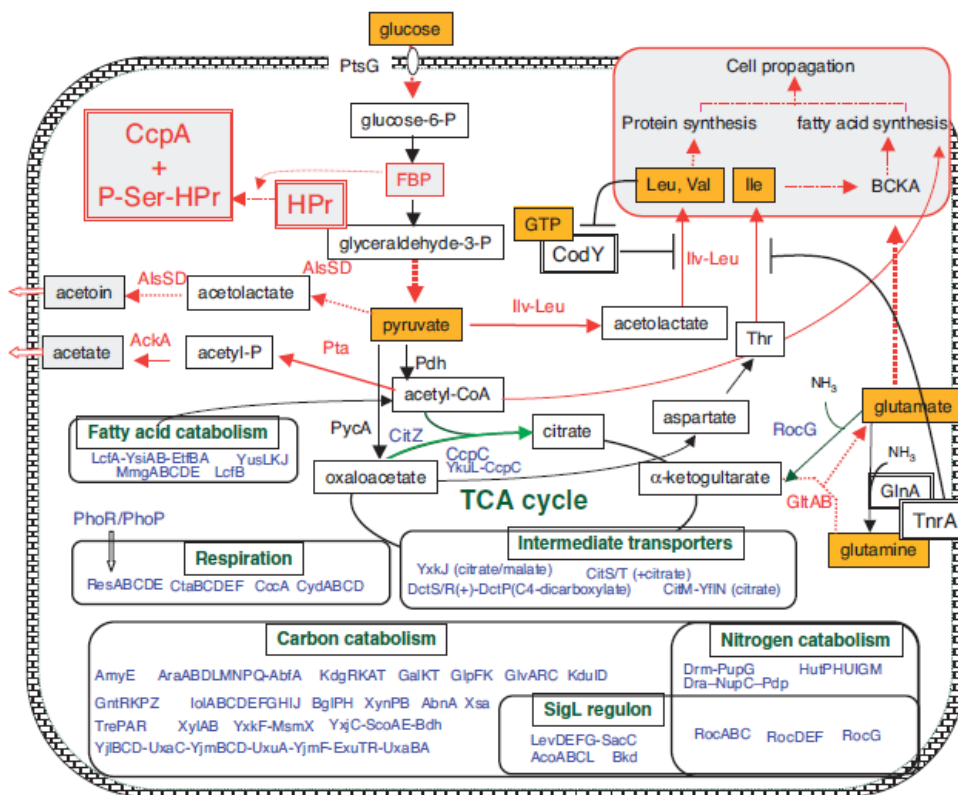 glucose
PtsG
Cell propagation
glucose-6-P
Protein synthesis
fatty acid synthesis
CcpA
+
P-Ser-HPr
FBP
HPr
Leu, Val
Ile
BCKA
GTP
CodY
glyceraldehyde-3-P
Ilv-Leu
AlsSD
AlsSD
acetoin
acetolactate
pyruvate
Ilv-Leu
acetolactate
Thr
AckA
Pta
acetate
acetyl-P
Pdh
acetyl-CoA
NH3
glutamate
aspartate
Fatty acid catabolism
LcfA-YsiAB-EtfBA
YusLKJ
MmgABCDE
LcfB
PycA
CitZ
citrate
RocG
CcpC
YkuL-CcpC
NH3
oxaloacetate
α-ketogultarate
TCA cycle
GltAB
GlnA
TnrA
glutamine
PhoR/PhoP
Respiration
ResABCDE
CtaBCDEF
CccA
CydABCD
Intermediate transporters
YxkJ (citrate/malate)
CitS/T (+citrate)
DctS/R(+)-DctP(C4-dicarboxylate)
CitM-YflN (citrate)
Carbon catabolism
AmyE
AraABDLMNPQ-AbfA
KdgRKAT
GalKT
GlpFK
GlvARC
KduID
GntRKPZ
IolABCDEFGHIJ
BglPH
XynPB
AbnA
Xsa
TrePAR
XylAB
YxkF-MsmX
YxjC-ScoAE-Bdh
YjlBCD-UxaC-YjmBCD-UxuA-YjmF-ExuTR-UxaBA
Nitrogen catabolism
Drm-PupG
HutPHUIGM
Dra–NupC–Pdp
SigL regulon
LevDEFG-SacC
AcoABCL
Bkd
RocABC
RocDEF
RocG